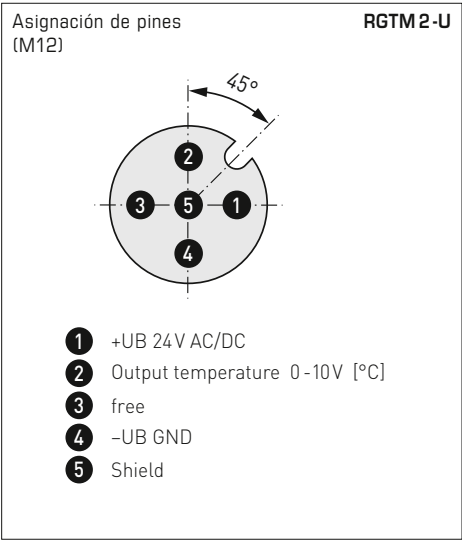 Asignación de pines RGTM 2-U
(M12)
45°
2
3 5 1
4
1 +UB 24V AC/DC
2 Output temperature 0-10V [°C]
3 free
4 –UB GND
5 Shield